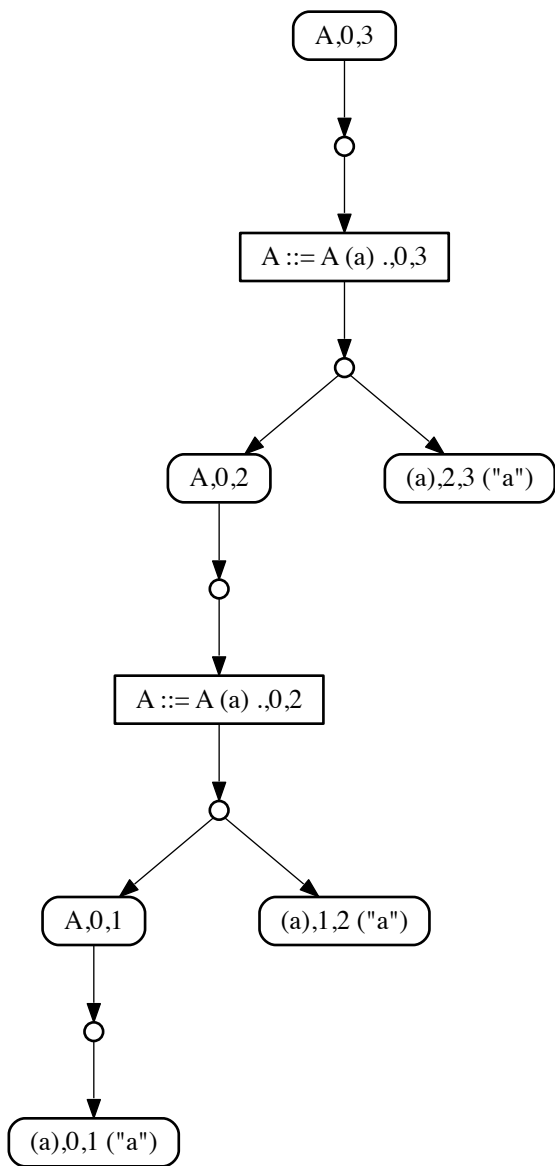 A,0,3
A ::= A (a) .,0,3
A,0,2
(a),2,3 ("a")
A ::= A (a) .,0,2
A,0,1
(a),1,2 ("a")
(a),0,1 ("a")